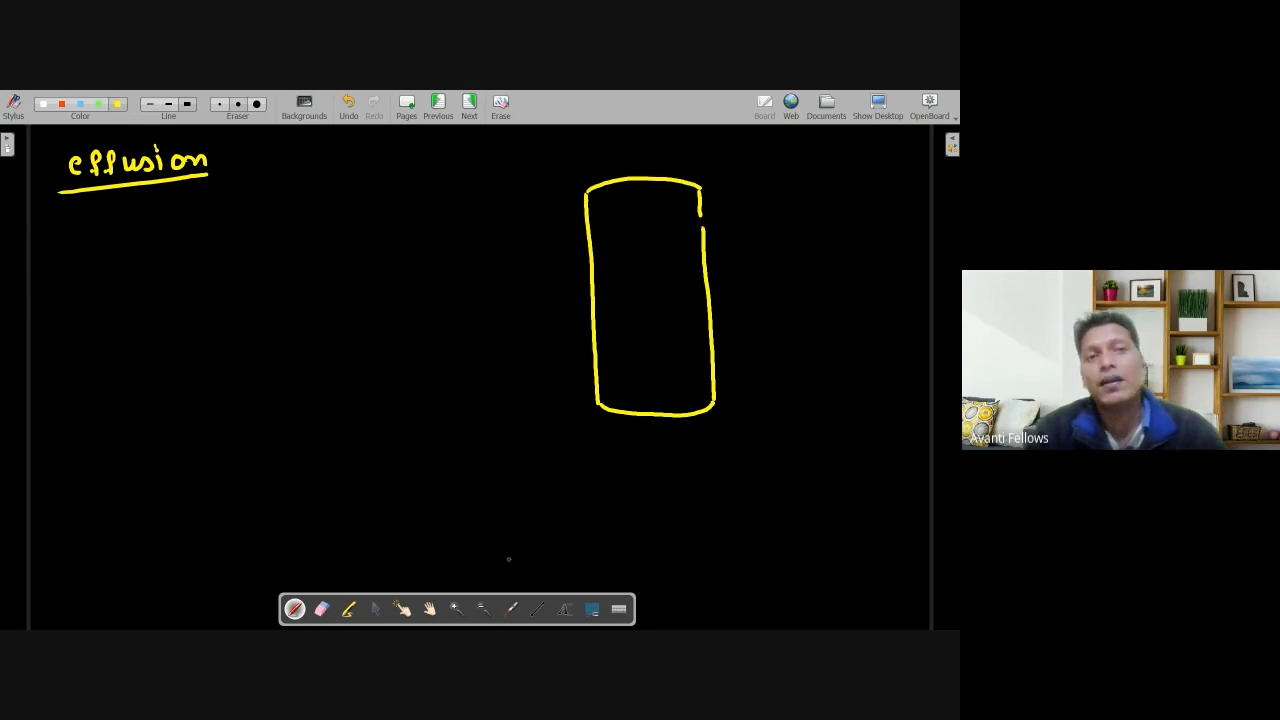 Stylus Color Line Eraser Backgrounds Undo Redo Pages Previous Next Erase Board Web Documents Show Desktop OpenBoard
effusion
Avanti Fellows